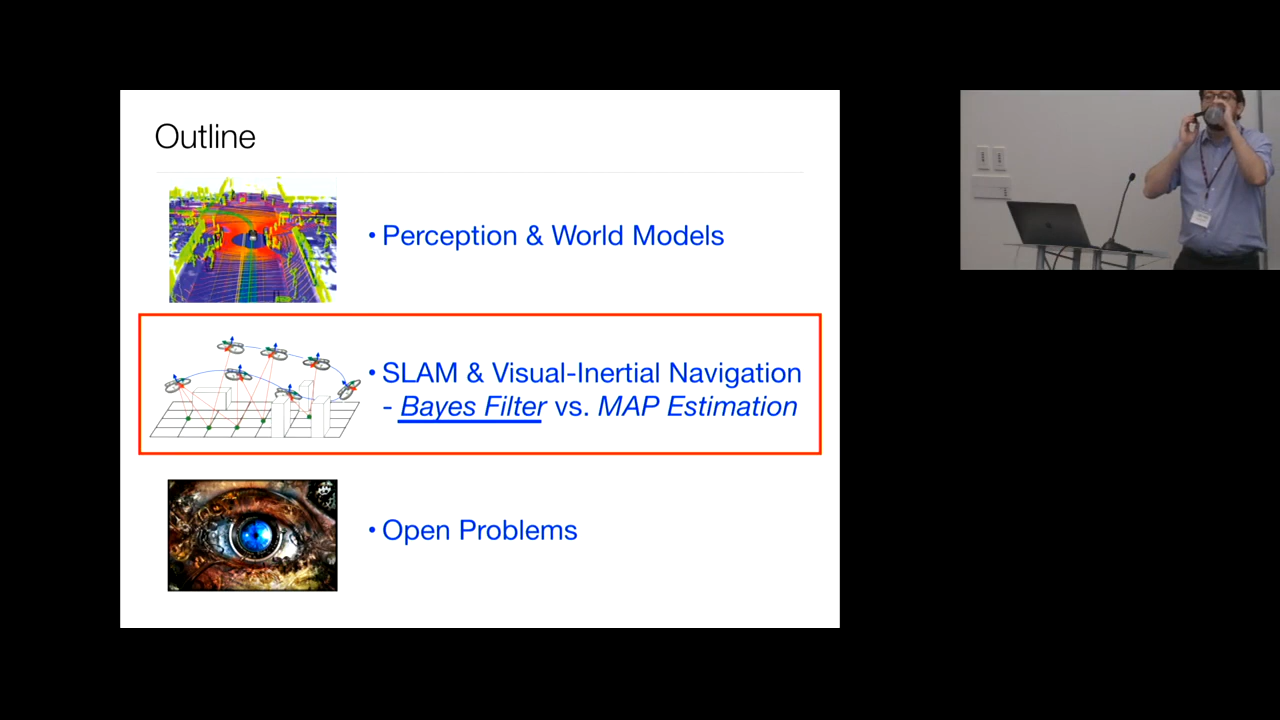 Outline
• Perception & World Models
• SLAM & Visual-Inertial Navigation
- Bayes Filter vs. MAP Estimation
• Open Problems